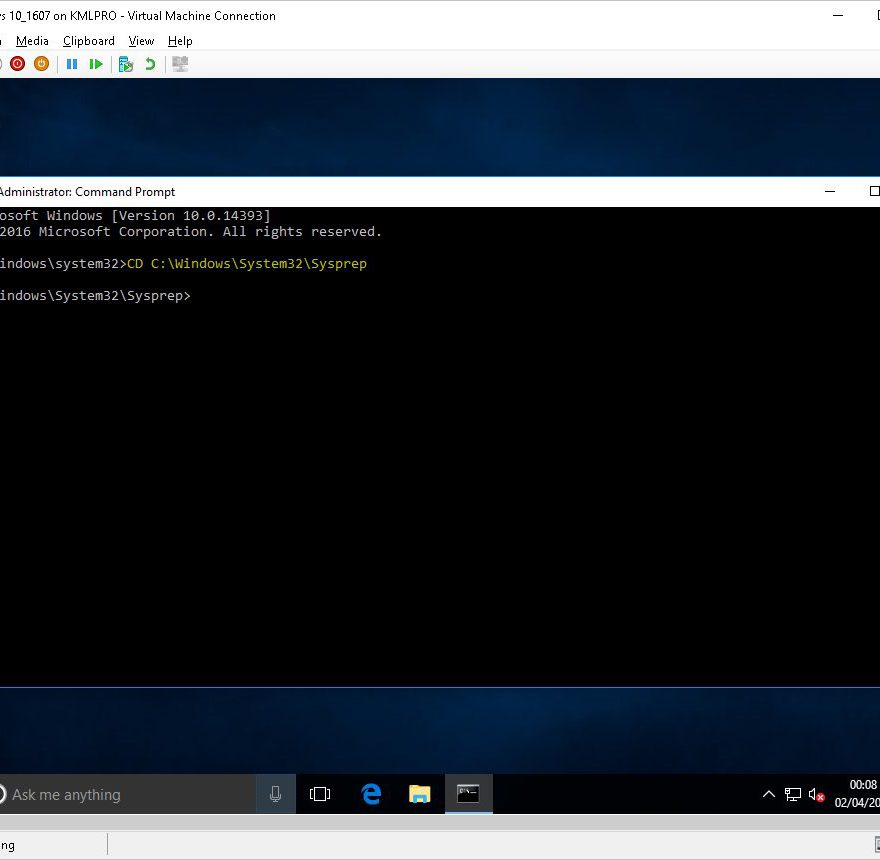 s 10_1607 on KMLPRO - Virtual Machine Connection
Media Clipboard View Help
Administrator: Command Prompt
osoft Windows [Version 10.0.14393]
2016 Microsoft Corporation. All rights reserved.
indows\system32>CD C:\Windows\System32\Sysprep
indows\System32\Sysprep>
Ask me anything
00:08
02/04/20
ng